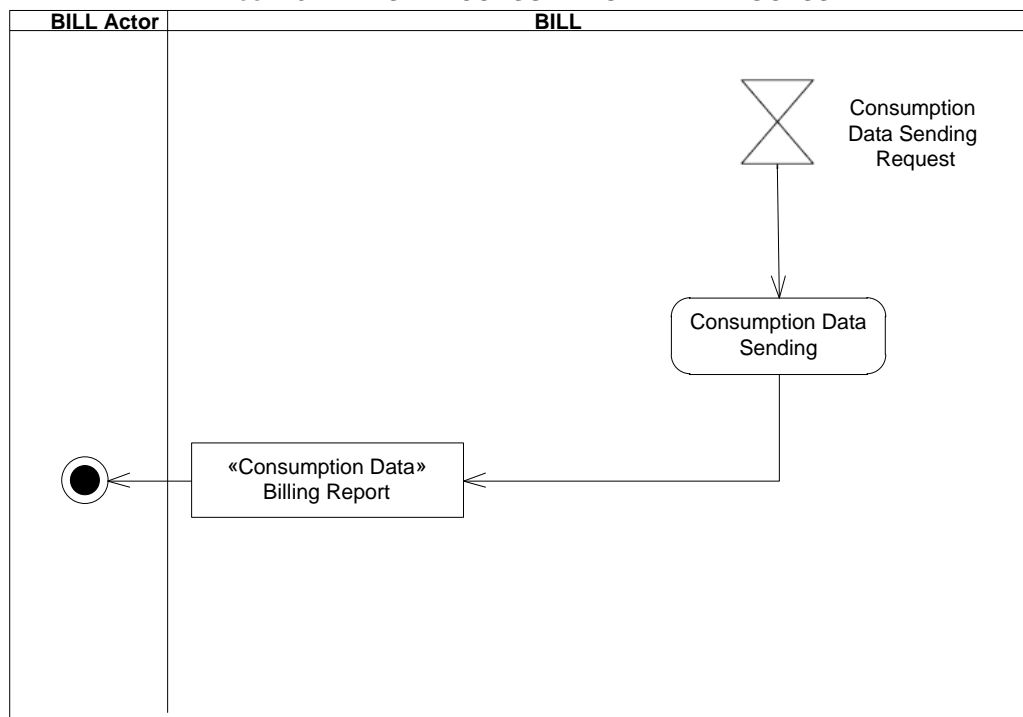 BILL Actor
BILL
Consumption
Data Sending
Request
Consumption Data
Sending
«Consumption Data»
Billing Report